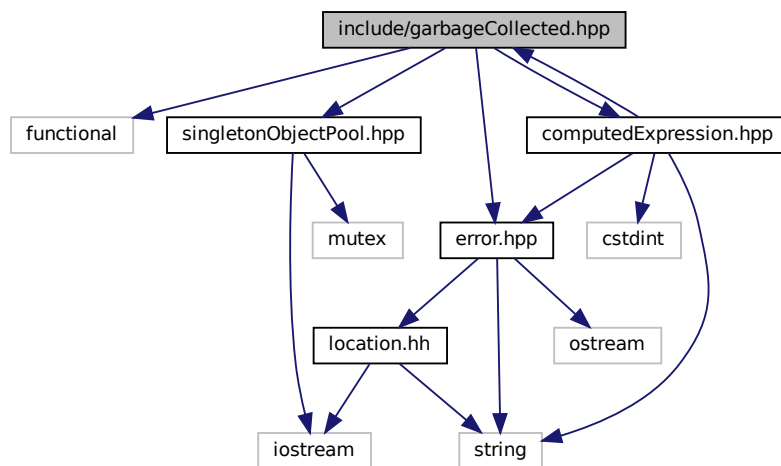 include/garbageCollected.hpp
functional
singletonObjectPool.hpp
computedExpression.hpp
mutex
error.hpp
cstdint
location.hh
ostream
iostream
string